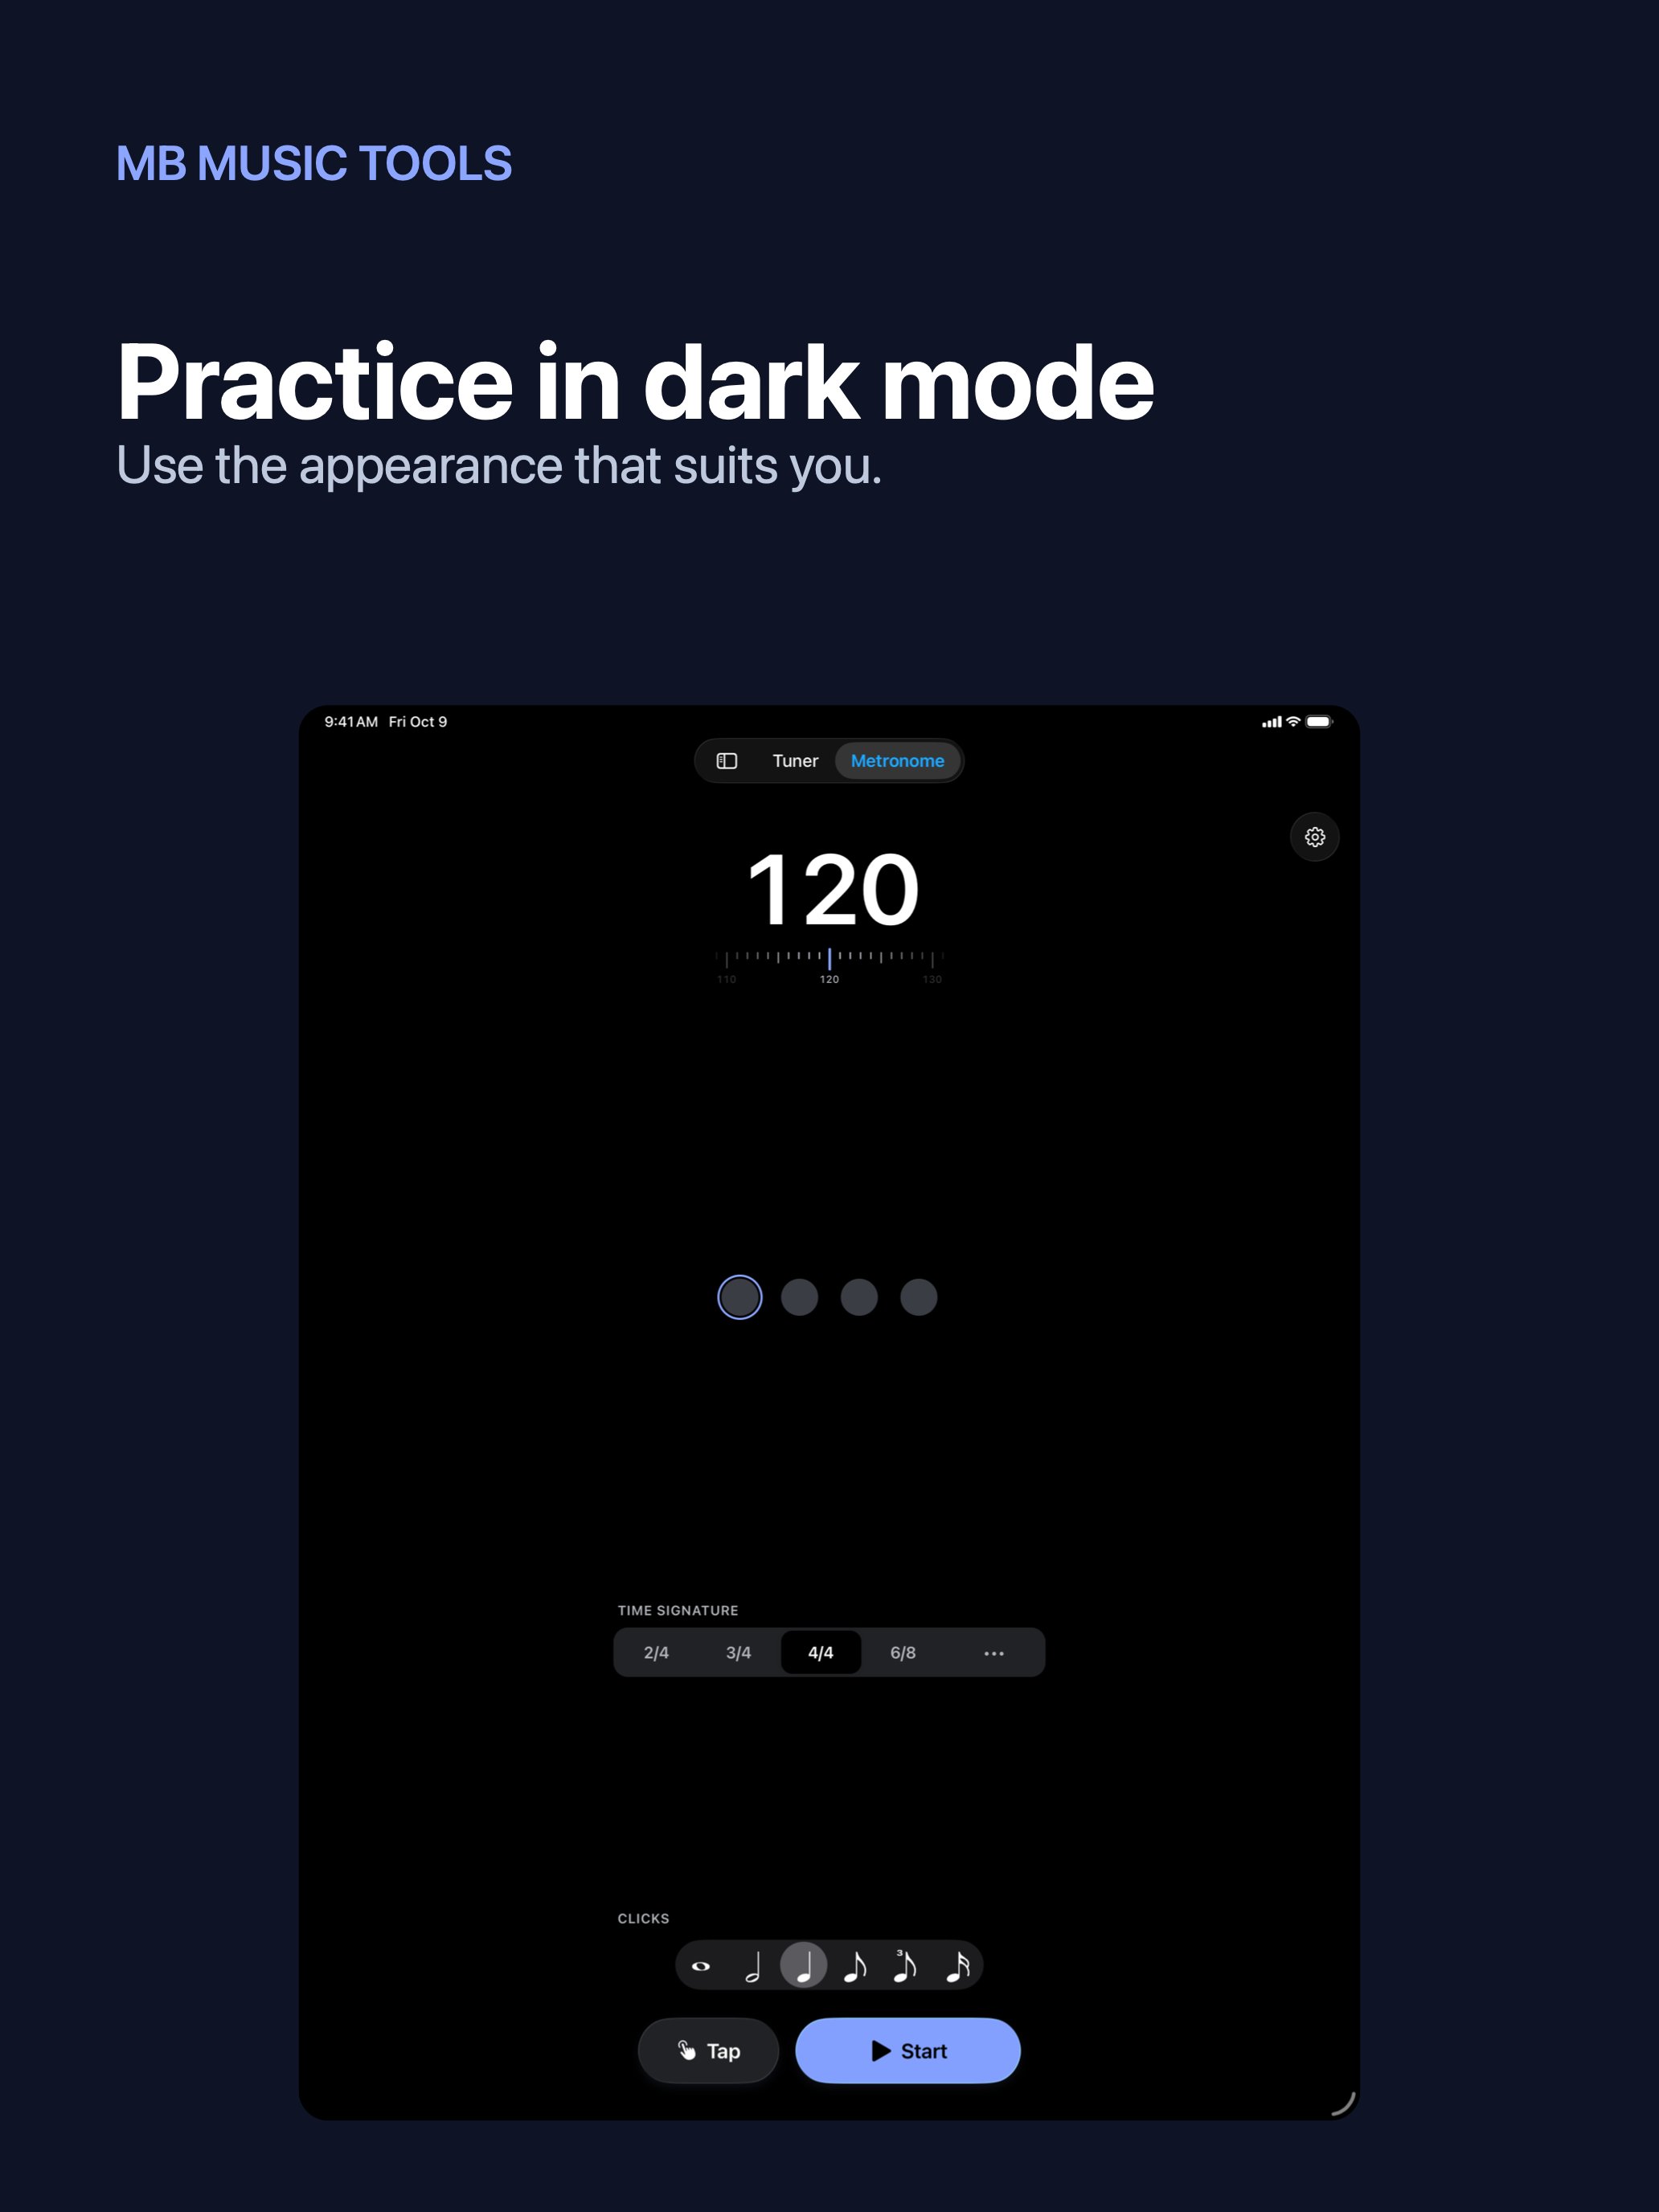 MB MUSIC TOOLS
Practice in dark mode
Use the appearance that suits you.
9:41 AM Fri Oct 9
Tuner Metronome
120
110 120 130
TIME SIGNATURE
2/4 3/4 4/4 6/8 ...
CLICKS
3
Tap Start